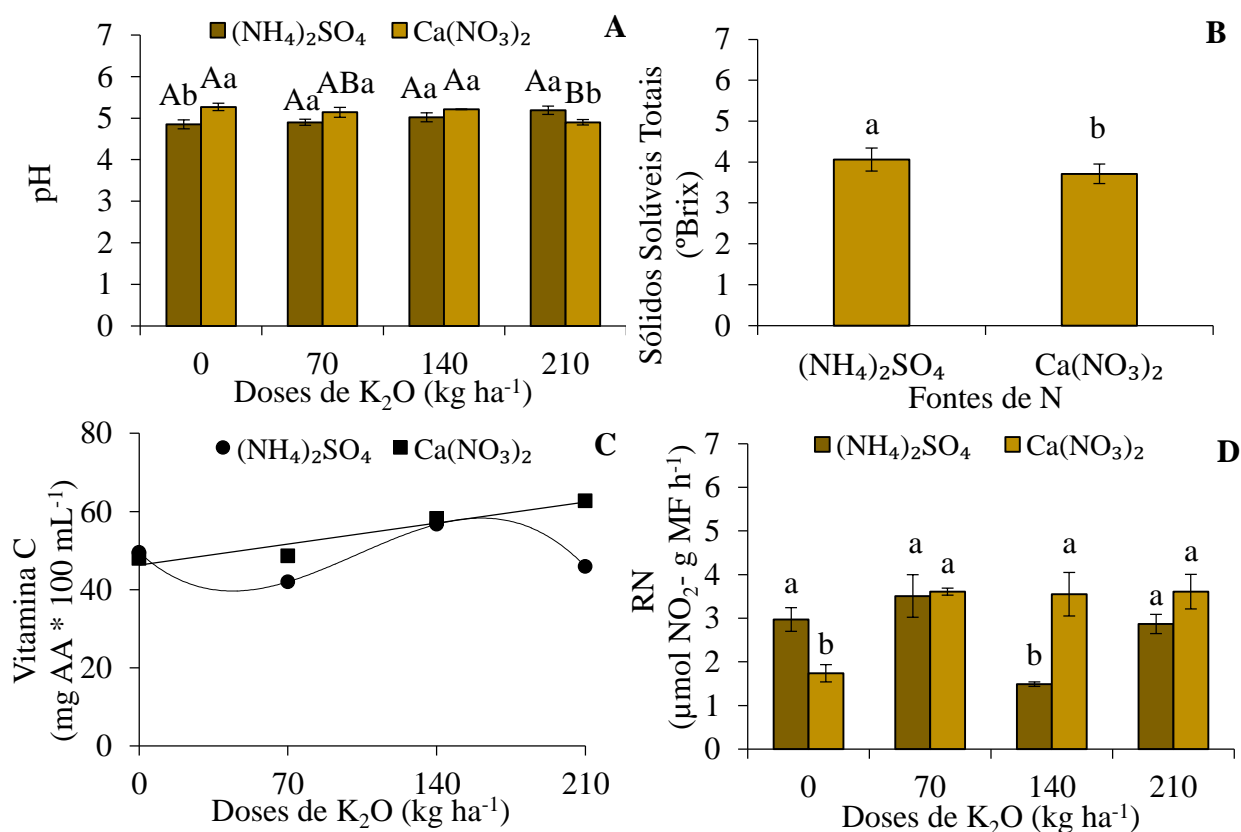 (NH₄)₂SO₄ Ca(NO₃)₂ A
7
6
5
4
3
2
1
0
pH
Ab Aa Aa ABa Aa Aa Aa Bb
0 70 140 210
Doses de K₂O (kg ha⁻¹)
B
7
6
5
4
3
2
1
0
Sólidos Solúveis Totais
(ºBrix)
a b
(NH₄)₂SO₄ Ca(NO₃)₂
Fontes de N
(NH₄)₂SO₄ Ca(NO₃)₂ C
80
60
40
20
0
Vitamina C
(mg AA * 100 mL⁻¹)
0 70 140 210
Doses de K₂O (kg ha⁻¹)
(NH₄)₂SO₄ Ca(NO₃)₂ D
7
6
5
4
3
2
1
0
RN
(µmol NO₂- g MF h⁻¹)
a b a a b a a a
0 70 140 210
Doses de K₂O (kg ha⁻¹)